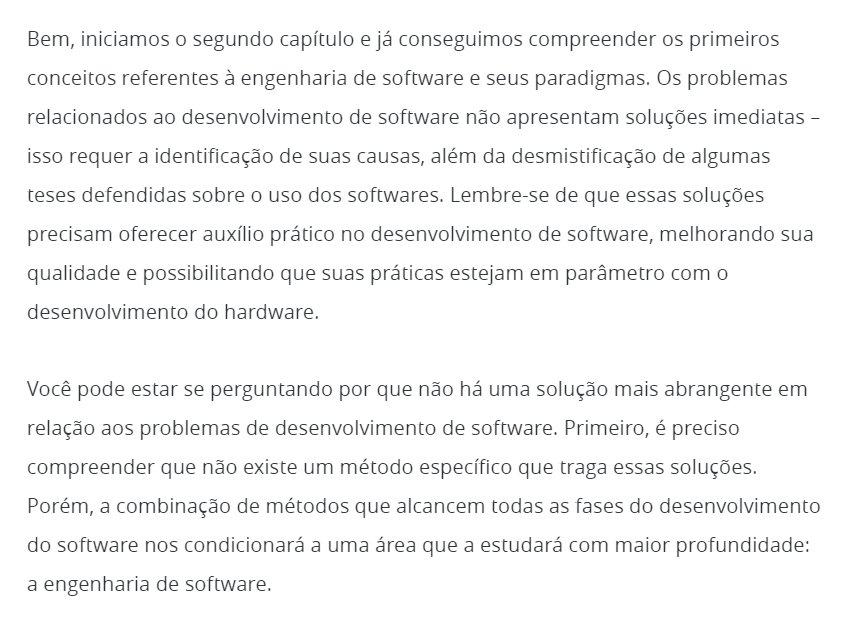 Bem, iniciamos o segundo capítulo e já conseguimos compreender os primeiros
conceitos referentes à engenharia de software e seus paradigmas. Os problemas
relacionados ao desenvolvimento de software não apresentam soluções imediatas –
isso requer a identificação de suas causas, além da desmistificação de algumas
teses defendidas sobre o uso dos softwares. Lembre-se de que essas soluções
precisam oferecer auxílio prático no desenvolvimento de software, melhorando sua
qualidade e possibilitando que suas práticas estejam em parâmetro com o
desenvolvimento do hardware.
Você pode estar se perguntando por que não há uma solução mais abrangente em
relação aos problemas de desenvolvimento de software. Primeiro, é preciso
compreender que não existe um método específico que traga essas soluções.
Porém, a combinação de métodos que alcancem todas as fases do desenvolvimento
do software nos condicionará a uma área que a estudará com maior profundidade:
a engenharia de software.